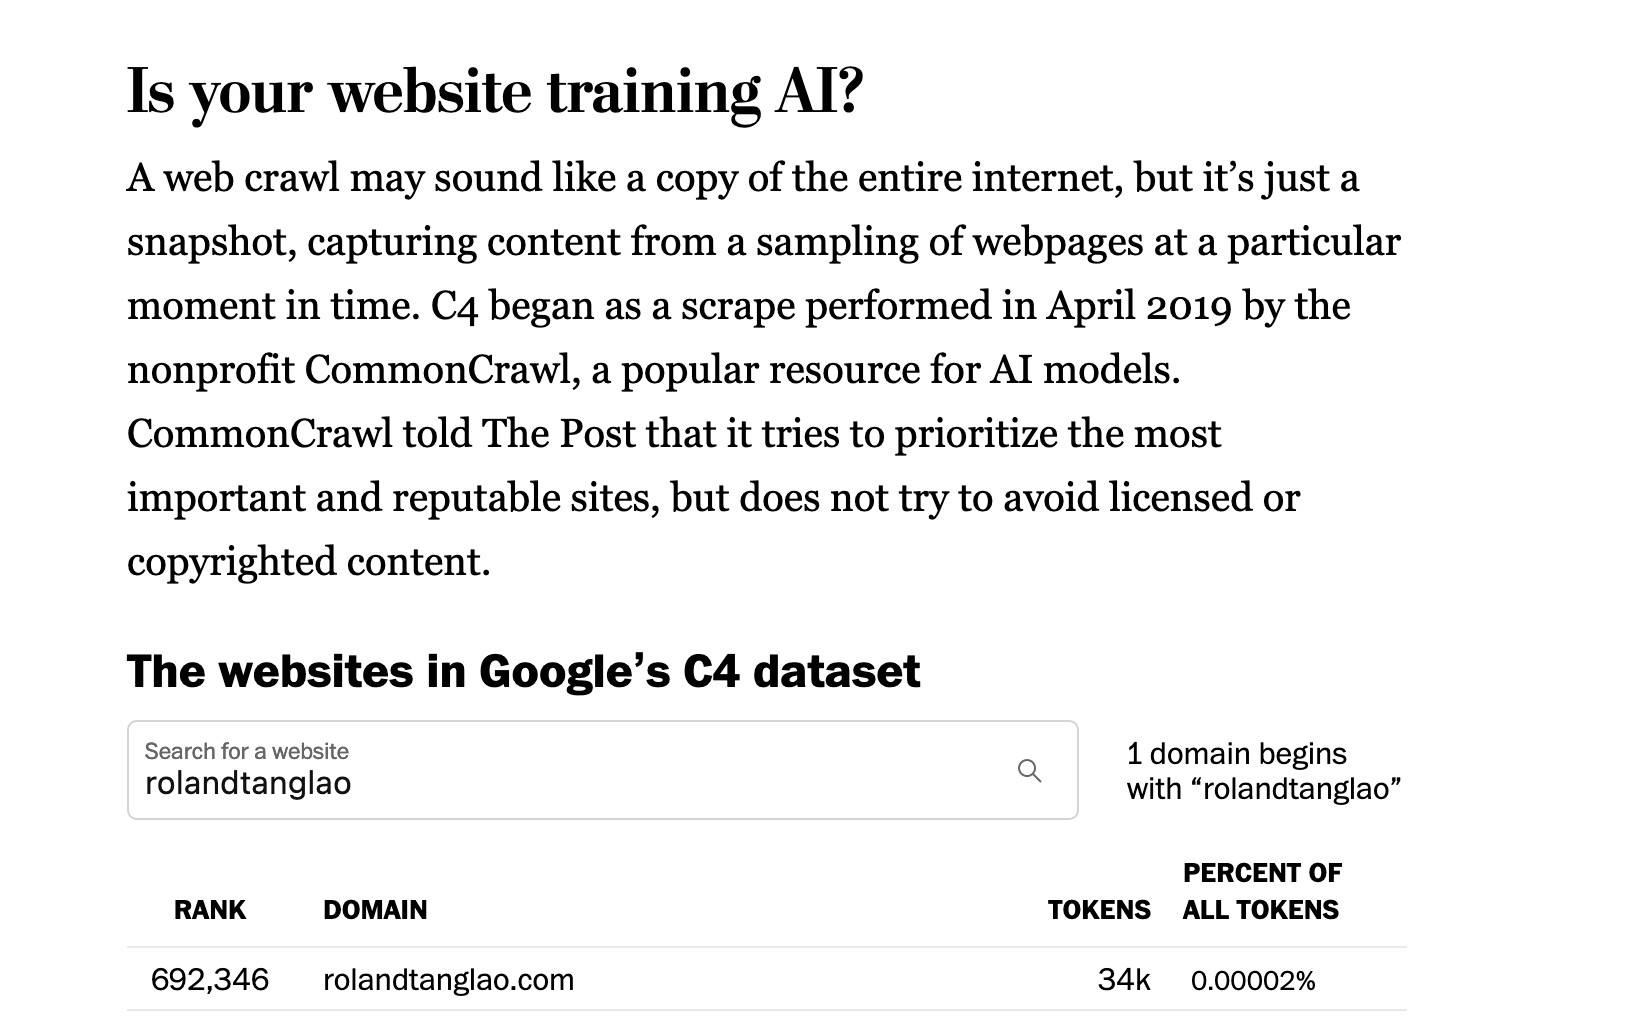 Is your website training AI?
A web crawl may sound like a copy of the entire internet, but it’s just a
snapshot, capturing content from a sampling of webpages at a particular
moment in time. C4 began as a scrape performed in April 2019 by the
nonprofit CommonCrawl, a popular resource for AI models.
CommonCrawl told The Post that it tries to prioritize the most
important and reputable sites, but does not try to avoid licensed or
copyrighted content.
The websites in Google’s C4 dataset
Search for a website
rolandtanglao
1 domain begins
with “rolandtanglao”
RANK DOMAIN TOKENS PERCENT OF
ALL TOKENS
692,346 rolandtanglao.com 34k 0.00002%